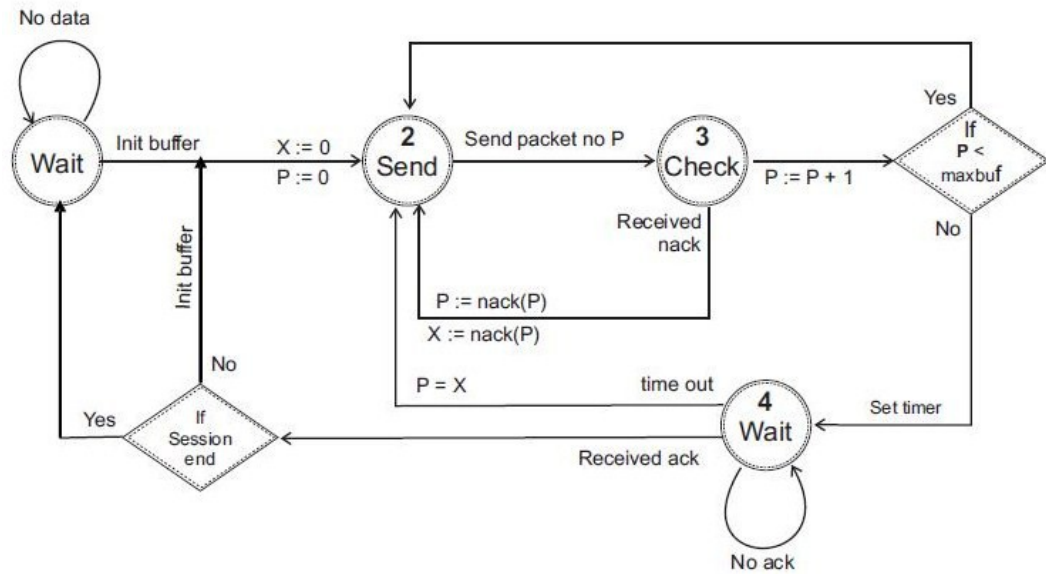 No data
Wait
Init buffer
X := 0
P := 0
2
Send
Send packet no P
3
Check
P := P + 1
Yes
If
P <
maxbuf
No
Received
nack
P := nack(P)
X := nack(P)
Init buffer
No
Yes
If
Session
end
P = X
time out
4
Wait
Set timer
Received ack
No ack